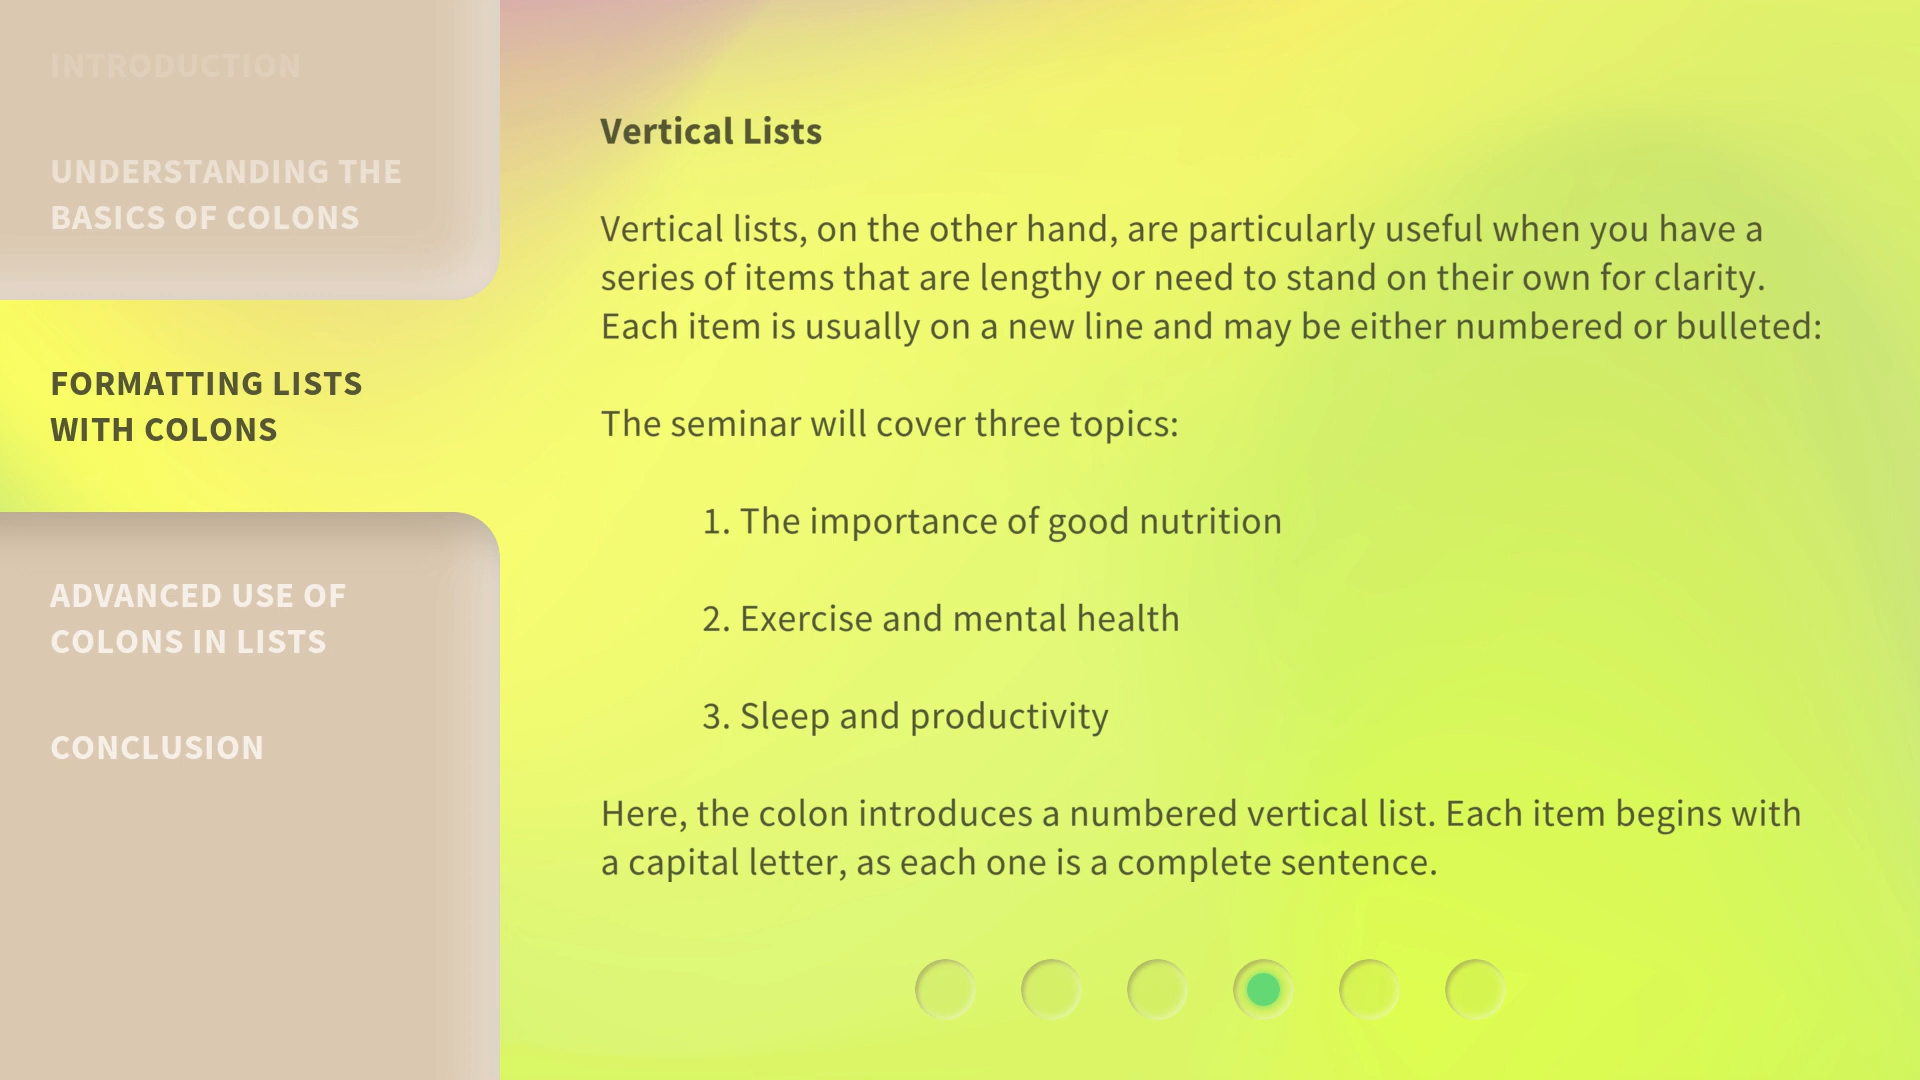 INTRODUCTION
UNDERSTANDING THE
BASICS OF COLONS
FORMATTING LISTS
WITH COLONS
ADVANCED USE OF
COLONS IN LISTS
CONCLUSION
Vertical Lists
Vertical lists, on the other hand, are particularly useful when you have a
series of items that are lengthy or need to stand on their own for clarity.
Each item is usually on a new line and may be either numbered or bulleted:
The seminar will cover three topics:
1. The importance of good nutrition
2. Exercise and mental health
3. Sleep and productivity
Here, the colon introduces a numbered vertical list. Each item begins with
a capital letter, as each one is a complete sentence.